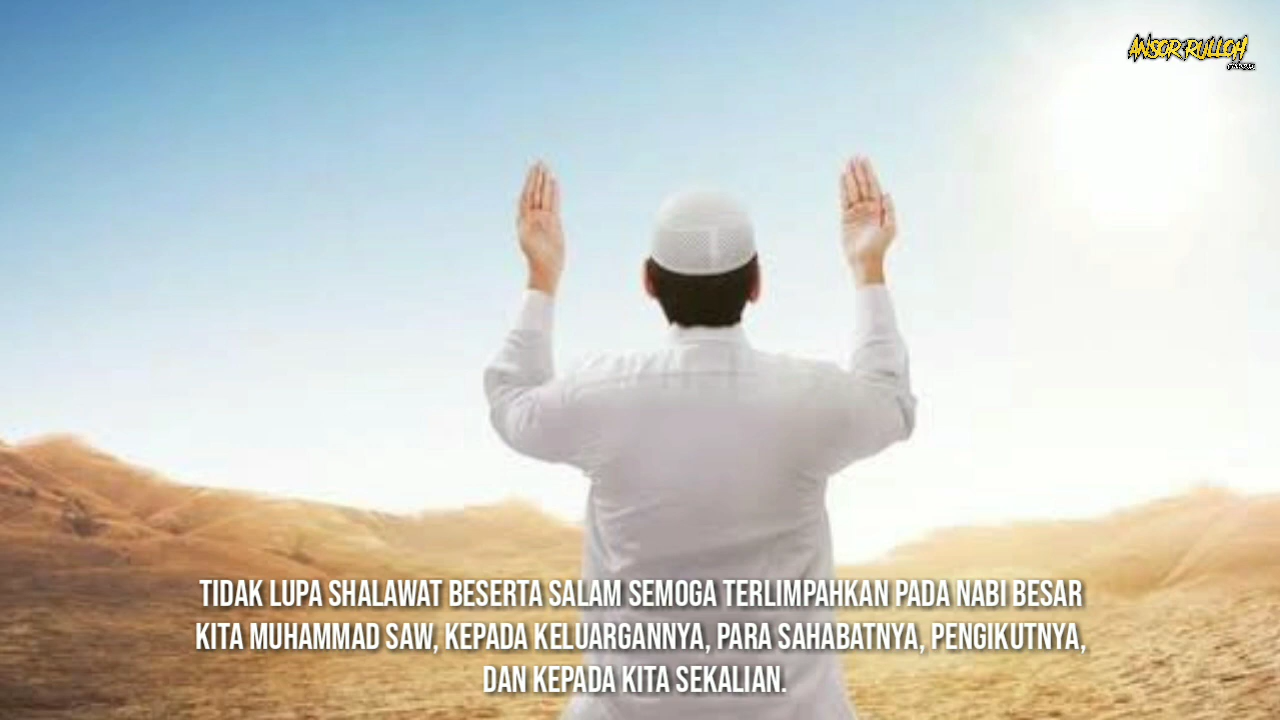 ANSOR RULLOH
TIDAK LUPA SHALAWAT BESERTA SALAM SEMOGA TERLIMPAHKAN PADA NABI BESAR
KITA MUHAMMAD SAW, KEPADA KELUARGANNYA, PARA SAHABATNYA, PENGIKUTNYA,
DAN KEPADA KITA SEKALIAN.